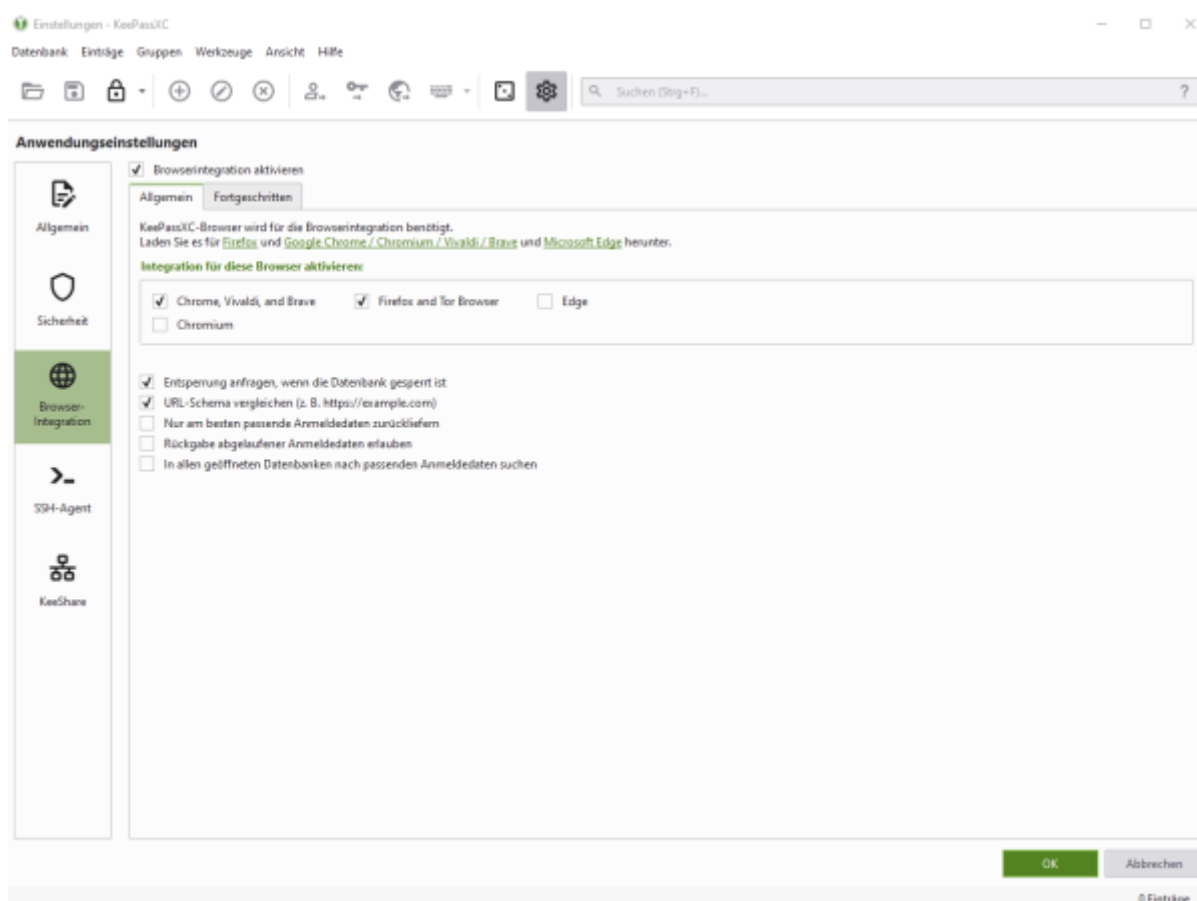 Einstellungen - KeePassXC
Datenbank Einträge Gruppen Werkzeuge Ansicht Hilfe
Suchen (Strg+F)... ?
Anwendungseinstellungen
Browserintegration aktivieren
Allgemein Fortgeschritten
KeePassXC-Browser wird für die Browserintegration benötigt.
Laden Sie es für Firefox und Google Chrome / Chromium / Vivaldi / Brave und Microsoft Edge herunter.
Integration für diese Browser aktivieren:
Chrome, Vivaldi, and Brave Firefox and Tor Browser Edge
Chromium
Entsperrung anfragen, wenn die Datenbank gesperrt ist
URL-Schema vergleichen (z. B. https://example.com)
Nur am besten passende Anmeldedaten zurückliefern
Rückgabe abgelaufener Anmeldedaten erlauben
In allen geöffneten Datenbanken nach passenden Anmeldedaten suchen
Allgemein
Sicherheit
Browser-
Integration
SSH-Agent
KeeShare
OK Abbrechen
0 Einträge